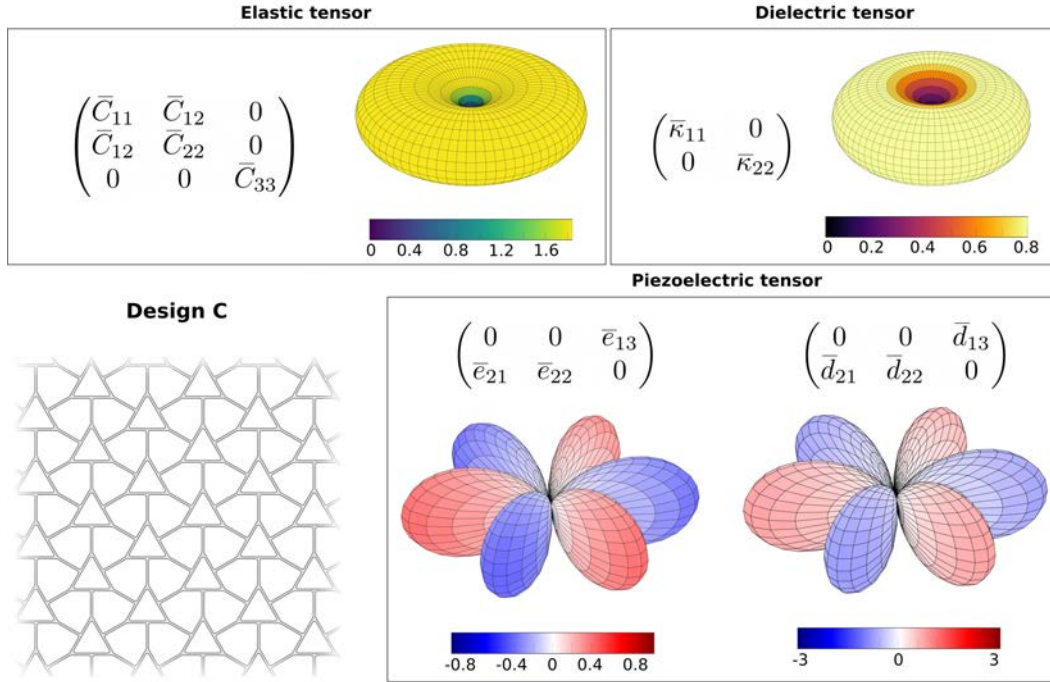 Elastic tensor
Dielectric tensor
C̅₁₁ C̅₁₂ 0
C̅₁₂ C̅₂₂ 0
0 0 C̅₃₃
0 0.4 0.8 1.2 1.6
κ̅₁₁ 0
0 κ̅₂₂
0 0.2 0.4 0.6 0.8
Design C
Piezoelectric tensor
0 0 e̅₁₃
e̅₂₁ e̅₂₂ 0
-0.8 -0.4 0 0.4 0.8
0 0 d̅₁₃
d̅₂₁ d̅₂₂ 0
-3 0 3